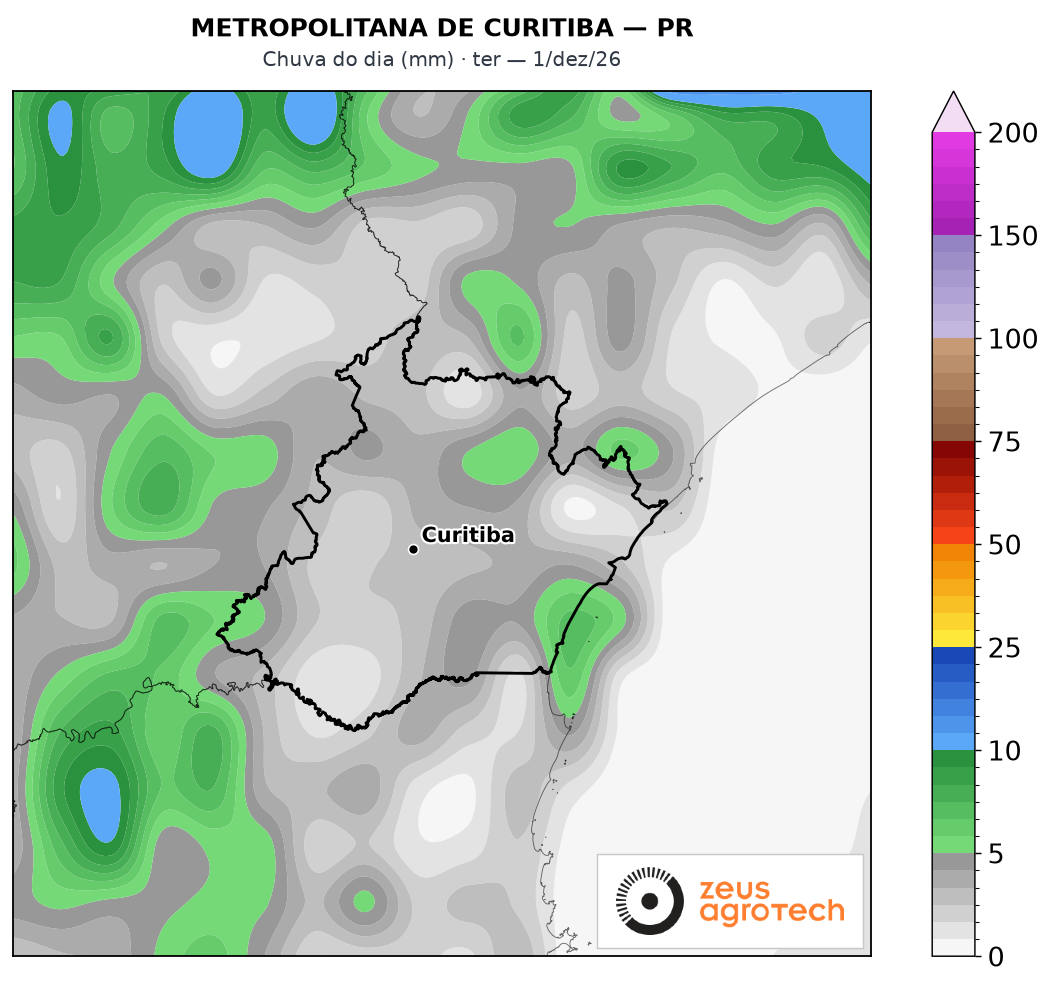 METROPOLITANA DE CURITIBA — PR
Chuva do dia (mm) · ter — 1/dez/26
200
150
100
75
50
25
10
5
0
Curitiba
zeus
agrotech